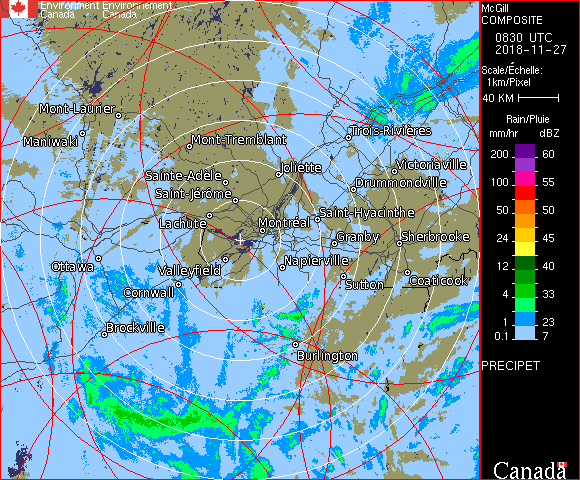 Environment Environnement
Canada Canada
McGill
COMPOSITE
0830 UTC
2018-11-27
Scale/Échelle:
1km/Pixel
40 KM
Rain/Pluie
mm/hr dBZ
200 60
100 55
50 50
24 45
12 40
4 33
1 23
0.1 7
PRECIPET
Canada
Mont-Laurier
Maniwaki
Mont-Tremblant
Trois-Rivières
Joliette
Victoriaville
Sainte-Adèle
Drummondville
Saint-Jérôme
Lachute
Montréal
Saint-Hyacinthe
Granby
Sherbrooke
Ottawa
Valleyfield
Napierville
Cornwall
Sutton
Coaticook
Brockville
Burlington